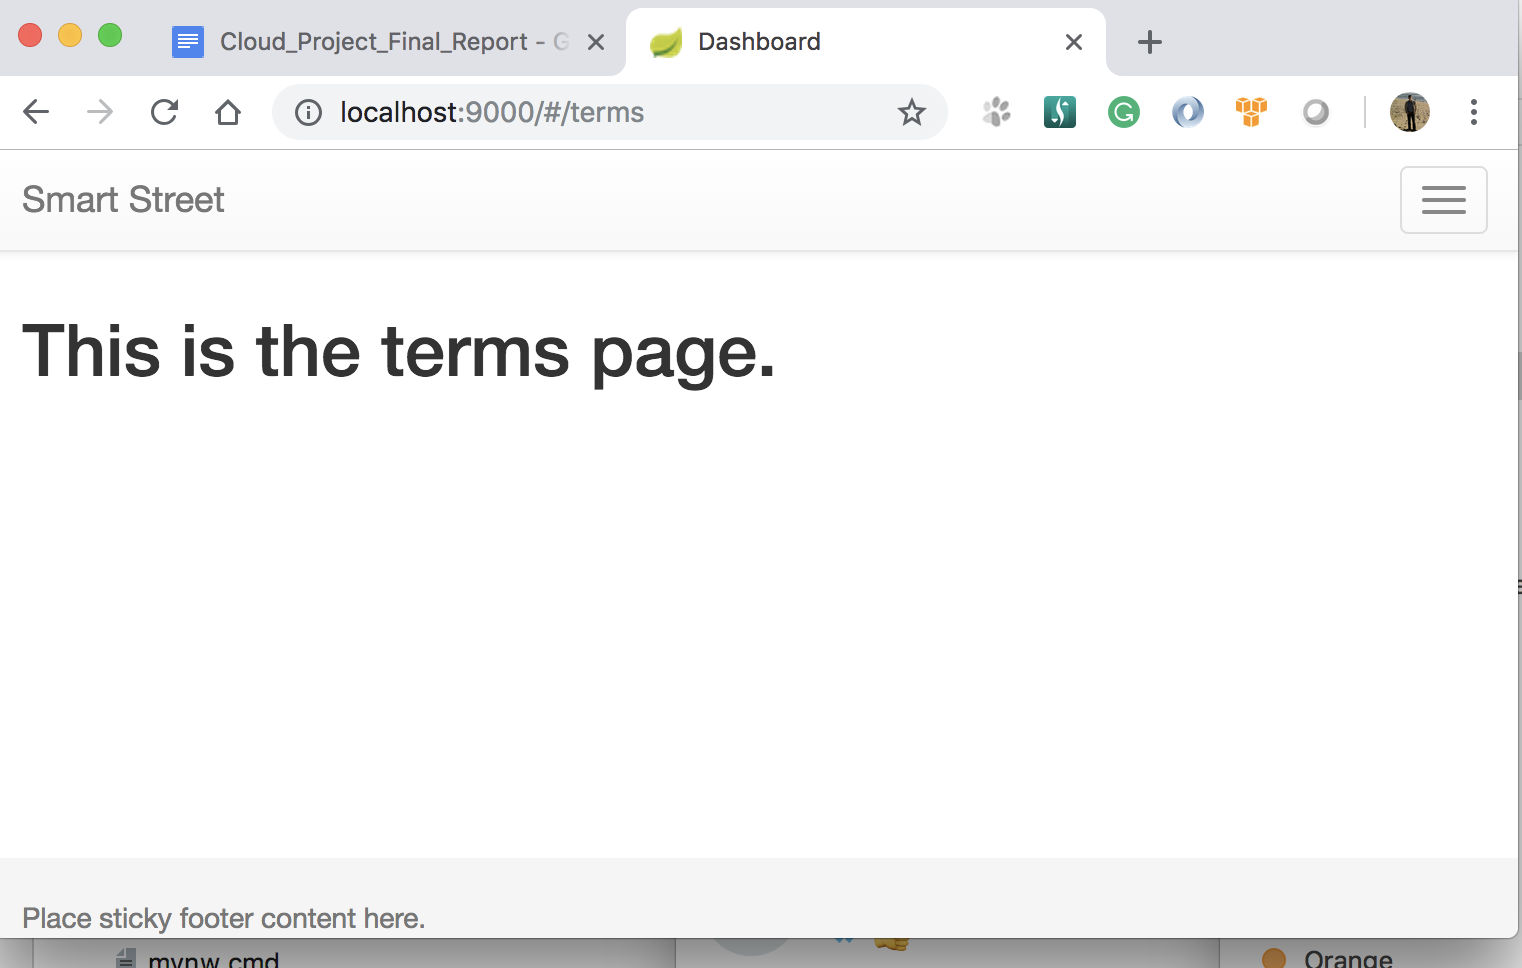 Cloud_Project_Final_Report - G
Dashboard
localhost:9000/#/terms
Smart Street
This is the terms page.
Place sticky footer content here.
mvnw.cmd
Orange